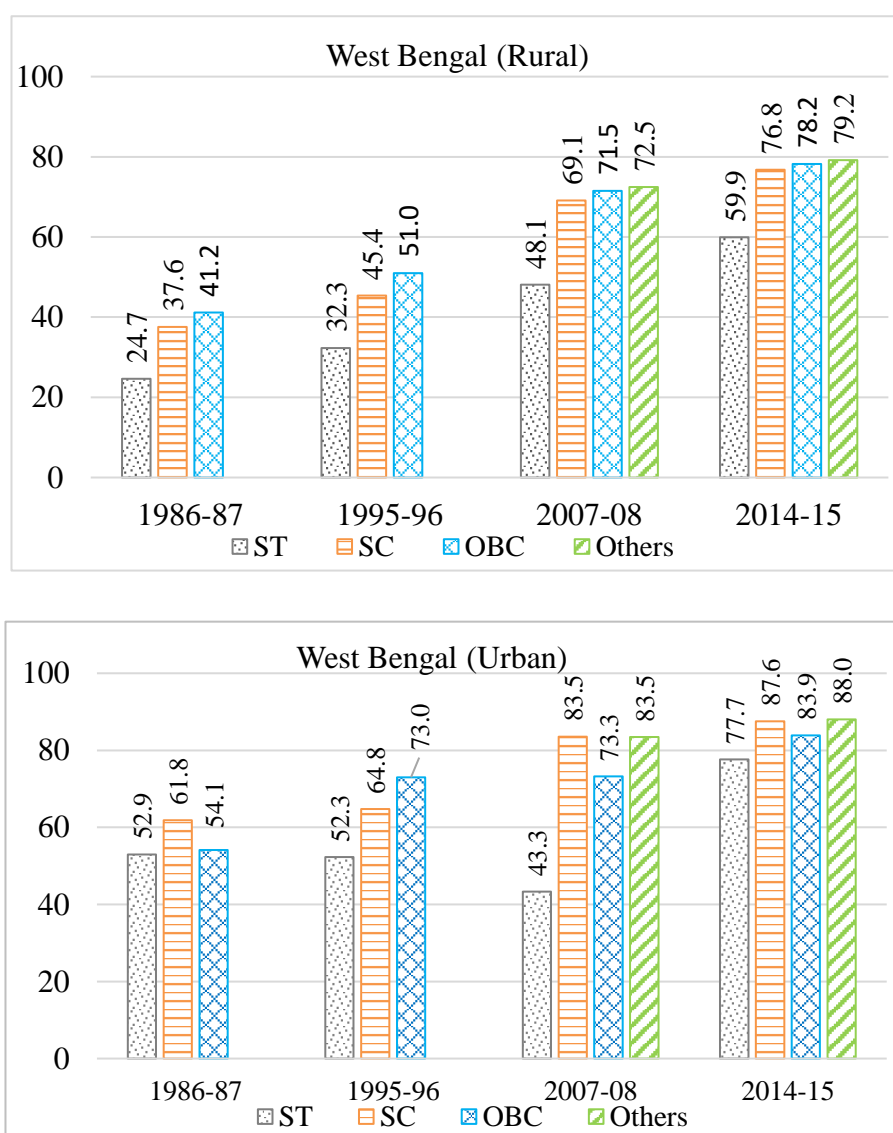 West Bengal (Rural)
100
80
60
40
20
0
24.7 37.6 41.2
32.3 45.4 51.0
48.1 69.1 71.5 72.5
59.9 76.8 78.2 79.2
1986-87 1995-96 2007-08 2014-15
ST SC OBC Others
West Bengal (Urban)
100
80
60
40
20
0
52.9 61.8 54.1
52.3 64.8 73.0
43.3 83.5 73.3 83.5
77.7 87.6 83.9 88.0
1986-87 1995-96 2007-08 2014-15
ST SC OBC Others